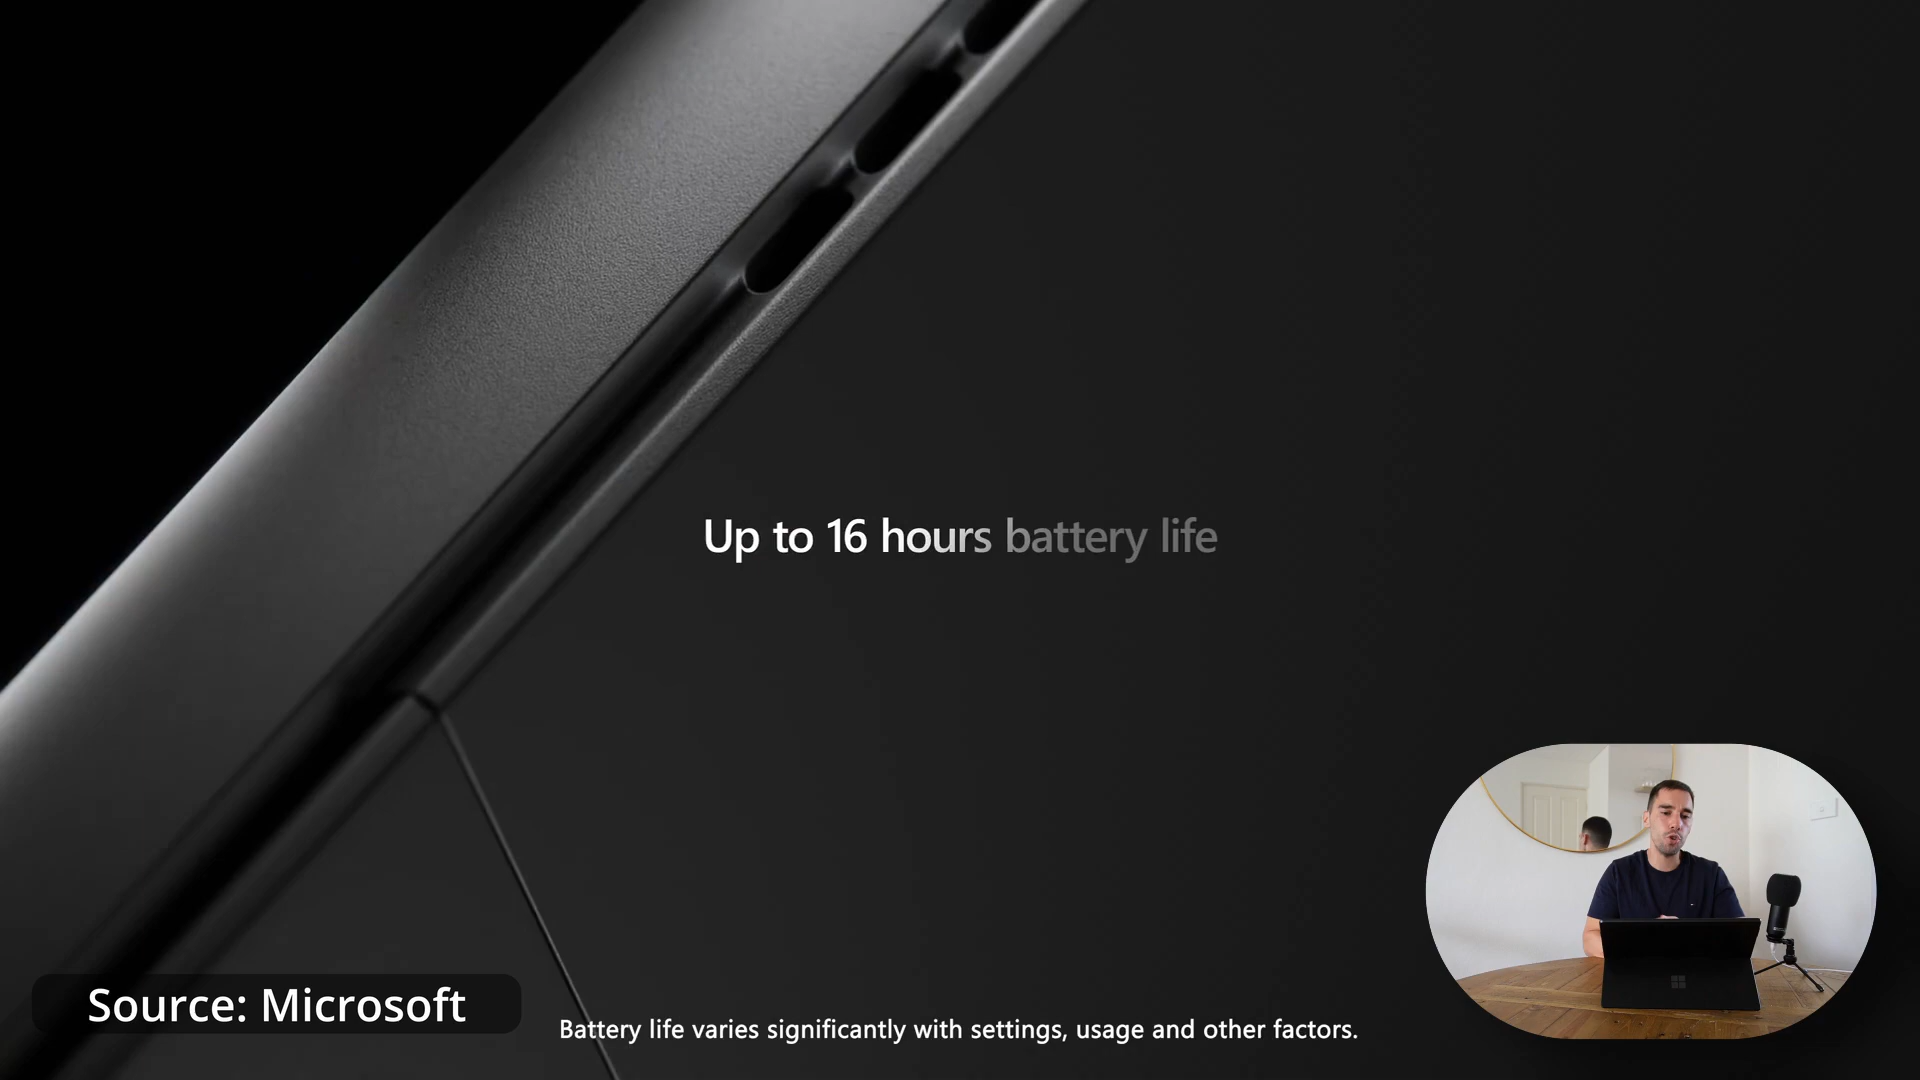 Up to 16 hours battery life
Source: Microsoft
Battery life varies significantly with settings, usage and other factors.